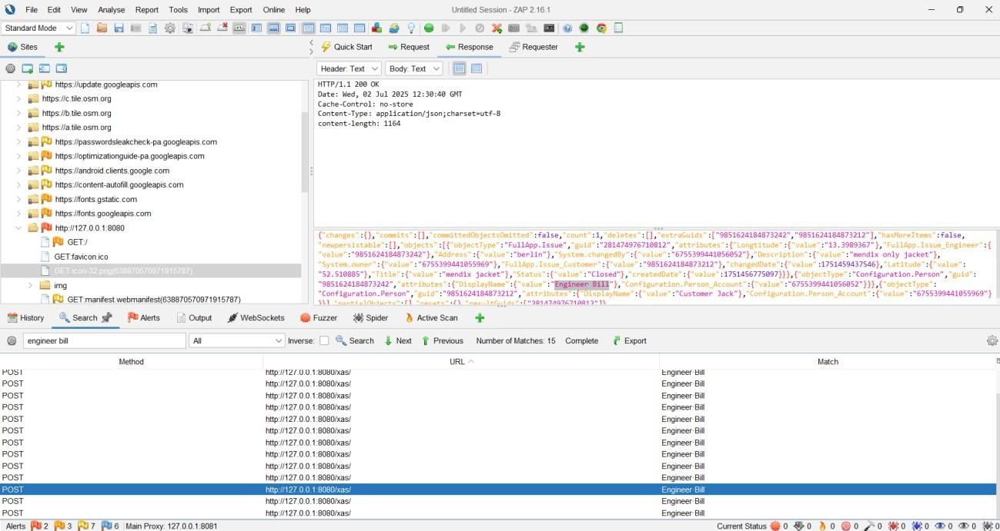 File Edit View Analyse Report Tools Import Export Online Help
Untitled Session - ZAP 2.16.1
Standard Mode
Sites
Quick Start Request Response Requester
Header: Text Body: Text
https://update.googleapis.com
https://c.tile.osm.org
https://b.tile.osm.org
https://a.tile.osm.org
https://passwordsleakcheck-pa.googleapis.com
https://optimizationguide-pa.googleapis.com
https://android.clients.google.com
https://content-autofill.googleapis.com
https://fonts.gstatic.com
https://fonts.googleapis.com
http://127.0.0.1:8080
GET:/
GET:favicon.ico
GET:icon-32.png(638870570971915787)
img
GET:manifest.webmanifest(638870570971915787)
HTTP/1.1 200 OK
Date: Wed, 02 Jul 2025 12:30:40 GMT
Cache-Control: no-store
Content-Type: application/json;charset=utf-8
content-length: 1164
{"changes":{},"commits":[],"committedObjectsOmitted":false,"count":1,"deletes":[],"extraGuids":["9851624184873242","9851624184873212"],"hasMoreItems":false,
"newpersistable":[],"objects":[{"objectType":"FullApp.Issue","guid":"281474976710812","attributes":{"Longtitude":{"value":"13.3989367"},"FullApp.Issue_Engineer":{
"value":"9851624184873242"},"Address":{"value":"berlin"},"System.changedBy":{"value":"6755399441056052"},"Description":{"value":"mendix only jacket"},
"System.owner":{"value":"6755399441055969"},"FullApp.Issue_Customer":{"value":"9851624184873212"},"changedDate":{"value":1751459437546},"Latitude":{"value":
"52.510885"},"Title":{"value":"mendix jacket"},"Status":{"value":"Closed"},"createdDate":{"value":1751456775097}}},{"objectType":"Configuration.Person","guid":
"9851624184873242","attributes":{"DisplayName":{"value":"Engineer Bill"},"Configuration.Person_Account":{"value":"6755399441056052"}}},{"objectType":
"Configuration.Person","guid":"9851624184873212","attributes":{"DisplayName":{"value":"Customer Jack"},"Configuration.Person_Account":{"value":"6755399441055969"}
}}],"partialObjects":[],"resets":{},"resultGuids":["281474976710812"]}
History Search Alerts Output WebSockets Fuzzer Spider Active Scan
engineer bill All Inverse: Search Next Previous Number of Matches: 15 Complete Export
Method URL Match
POST http://127.0.0.1:8080/xas/ Engineer·Bill
POST http://127.0.0.1:8080/xas/ Engineer·Bill
POST http://127.0.0.1:8080/xas/ Engineer·Bill
POST http://127.0.0.1:8080/xas/ Engineer·Bill
POST http://127.0.0.1:8080/xas/ Engineer·Bill
POST http://127.0.0.1:8080/xas/ Engineer·Bill
POST http://127.0.0.1:8080/xas/ Engineer·Bill
POST http://127.0.0.1:8080/xas/ Engineer·Bill
POST http://127.0.0.1:8080/xas/ Engineer·Bill
POST http://127.0.0.1:8080/xas/ Engineer·Bill
POST http://127.0.0.1:8080/xas/ Engineer·Bill
POST http://127.0.0.1:8080/xas/ Engineer·Bill
POST http://127.0.0.1:8080/xas/ Engineer·Bill
Alerts 2 3 7 6 Main Proxy: 127.0.0.1:8081
Current Status 0 0 0 0 0 0 0 0 0 0